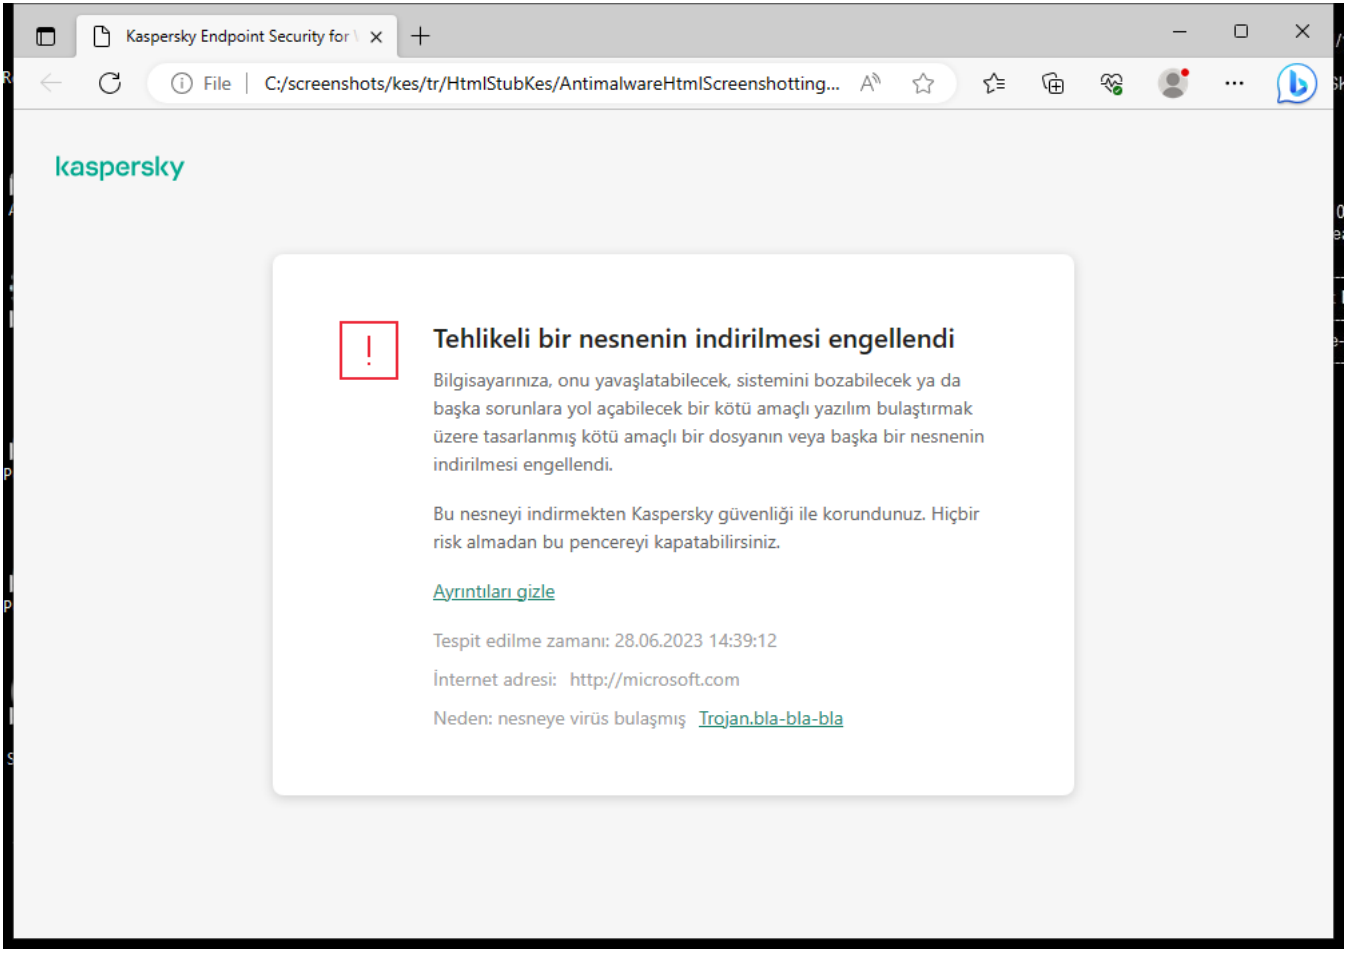 Kaspersky Endpoint Security for
File C:/screenshots/kes/tr/HtmlStubKes/AntimalwareHtmlScreenshotting...
kaspersky
Tehlikeli bir nesnenin indirilmesi engellendi
Bilgisayarınıza, onu yavaşlatabilecek, sistemini bozabilecek ya da
başka sorunlara yol açabilecek bir kötü amaçlı yazılım bulaştırmak
üzere tasarlanmış kötü amaçlı bir dosyanın veya başka bir nesnenin
indirilmesi engellendi.
Bu nesneyi indirmekten Kaspersky güvenliği ile korundunuz. Hiçbir
risk almadan bu pencereyi kapatabilirsiniz.
Ayrıntıları gizle
Tespit edilme zamanı: 28.06.2023 14:39:12
İnternet adresi: http://microsoft.com
Neden: nesneye virüs bulaşmış Trojan.bla-bla-bla